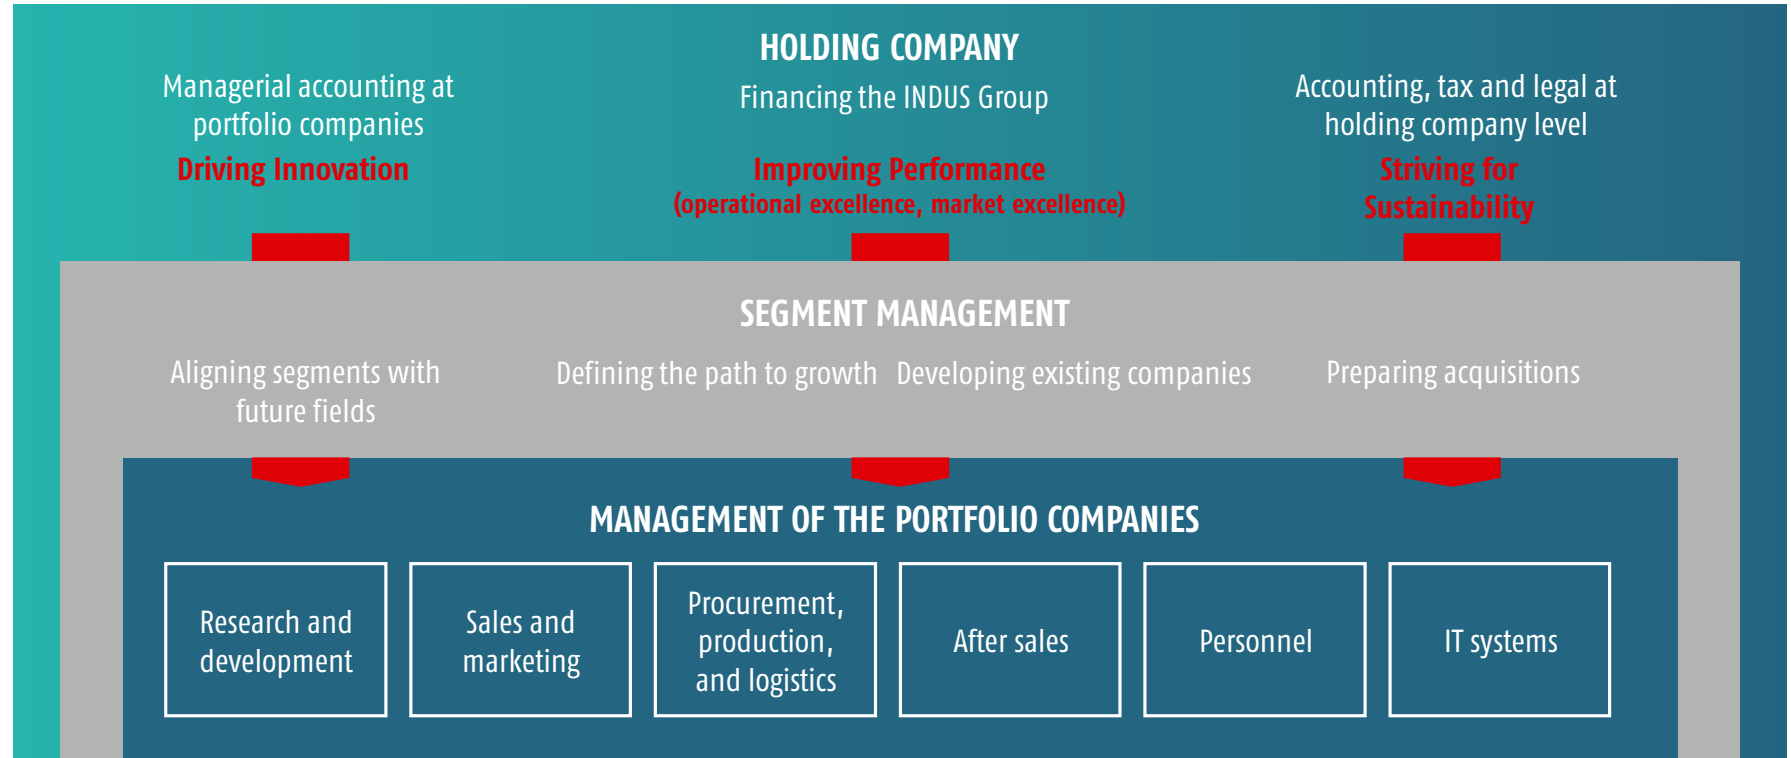 HOLDING COMPANY
Managerial accounting at
portfolio companies
Driving Innovation
Financing the INDUS Group
Improving Performance
(operational excellence, market excellence)
Accounting, tax and legal at
holding company level
Striving for
Sustainability
SEGMENT MANAGEMENT
Aligning segments with
future fields
Defining the path to growth
Developing existing companies
Preparing acquisitions
MANAGEMENT OF THE PORTFOLIO COMPANIES
Research and
development
Sales and
marketing
Procurement,
production,
and logistics
After sales
Personnel
IT systems